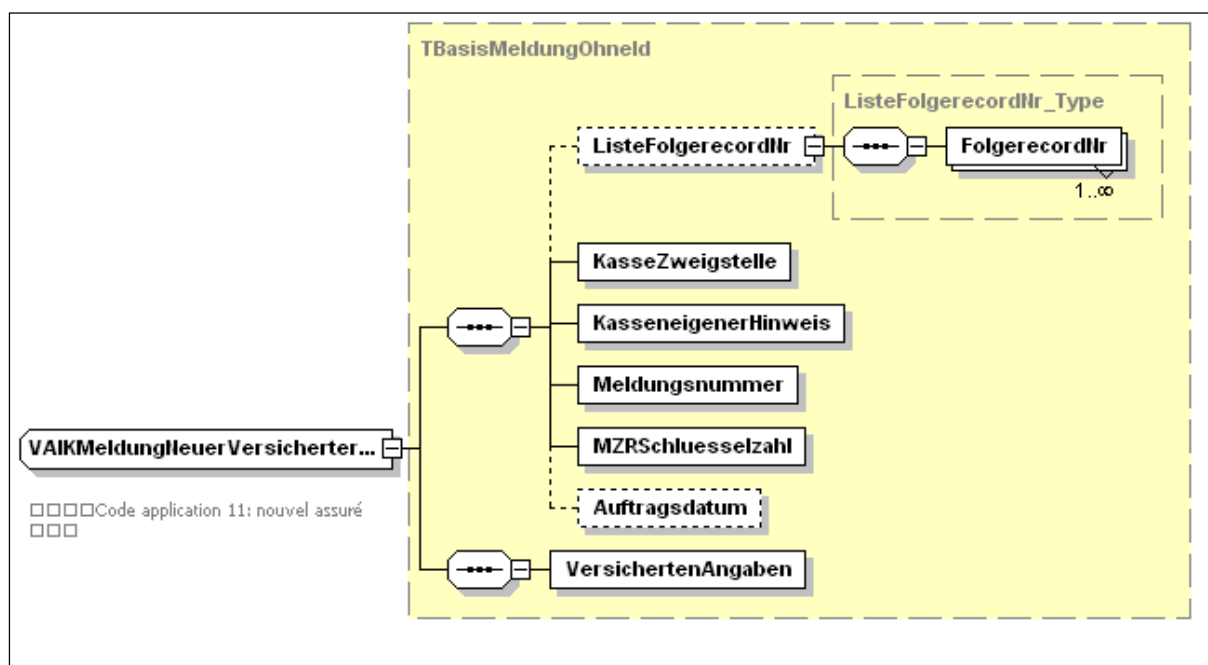 TBasisMeldungOhneId
ListeFolgerecordNr_Type
ListeFolgerecordNr
FolgerecordNr
1..∞
KasseZweigstelle
KasseneigenerHinweis
Meldungsnummer
VAIKMeldungNeuerVersicherter...
MZRSchluesselzahl
□□□□Code application 11: nouvel assuré
□□□
Auftragsdatum
VersichertenAngaben